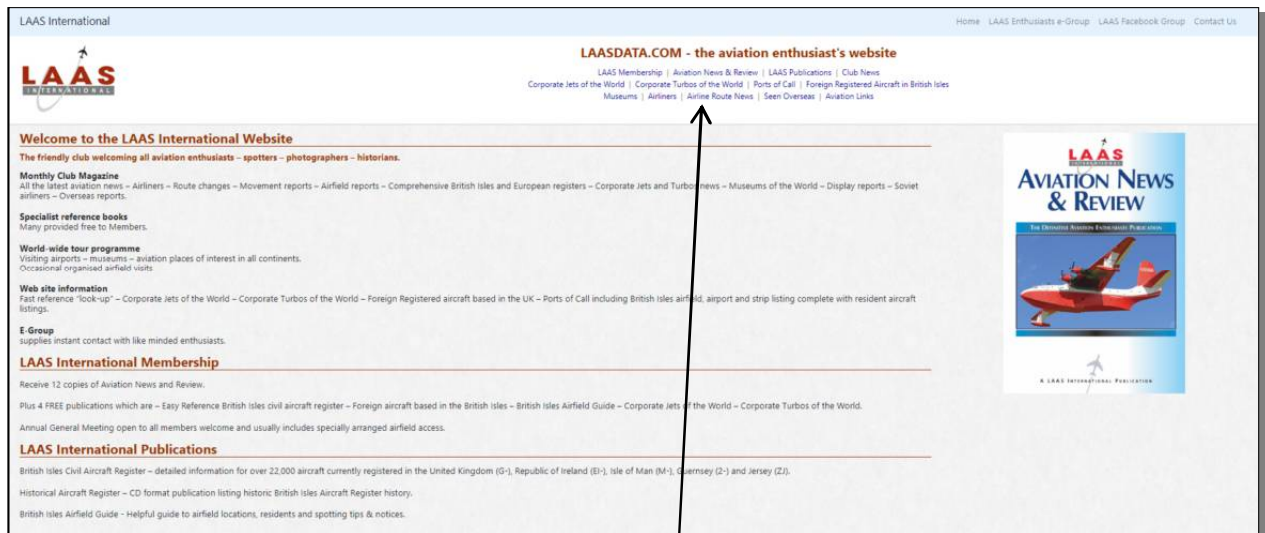 LAAS International
Home LAAS Enthusiasts e-Group LAAS Facebook Group Contact Us
LAAS
INTERNATIONAL
LAASDATA.COM - the aviation enthusiast's website
LAAS Membership | Aviation News & Review | LAAS Publications | Club News
Corporate Jets of the World | Corporate Turbos of the World | Ports of Call | Foreign Registered Aircraft in British Isles
Museums | Airliners | Airline Route News | Seen Overseas | Aviation Links
Welcome to the LAAS International Website
The friendly club welcoming all aviation enthusiasts – spotters – photographers – historians.
Monthly Club Magazine
All the latest aviation news – Airliners – Route changes – Movement reports – Airfield reports – Comprehensive British Isles and European registers – Corporate Jets and Turbos news – Museums of the World – Display reports – Soviet
airliners – Overseas reports.
Specialist reference books
Many provided free to Members.
World-wide tour programme
Visiting airports – museums – aviation places of interest in all continents.
Occasional organised airfield visits
Web site information
Fast reference "look-up" – Corporate Jets of the World – Corporate Turbos of the World – Foreign Registered aircraft based in the UK – Ports of Call including British Isles airfield, airport and strip listing complete with resident aircraft
listings.
E-Group
supplies instant contact with like minded enthusiasts.
LAAS International Membership
Receive 12 copies of Aviation News and Review.
Plus 4 FREE publications which are – Easy Reference British Isles civil aircraft register – Foreign aircraft based in the British Isles – British Isles Airfield Guide – Corporate Jets of the World – Corporate Turbos of the World.
Annual General Meeting open to all members welcome and usually includes specially arranged airfield access.
LAAS International Publications
British Isles Civil Aircraft Register – detailed information for over 22,000 aircraft currently registered in the United Kingdom (G-), Republic of Ireland (EI-), Isle of Man (M-), Guernsey (2-) and Jersey (ZJ).
Historical Aircraft Register – CD format publication listing historic British Isles Aircraft Register history.
British Isles Airfield Guide - Helpful guide to airfield locations, residents and spotting tips & notices.
LAAS
INTERNATIONAL
AVIATION NEWS
& REVIEW
THE DEFINITIVE AVIATION ENTHUSIASTS PUBLICATION
A LAAS INTERNATIONAL PUBLICATION